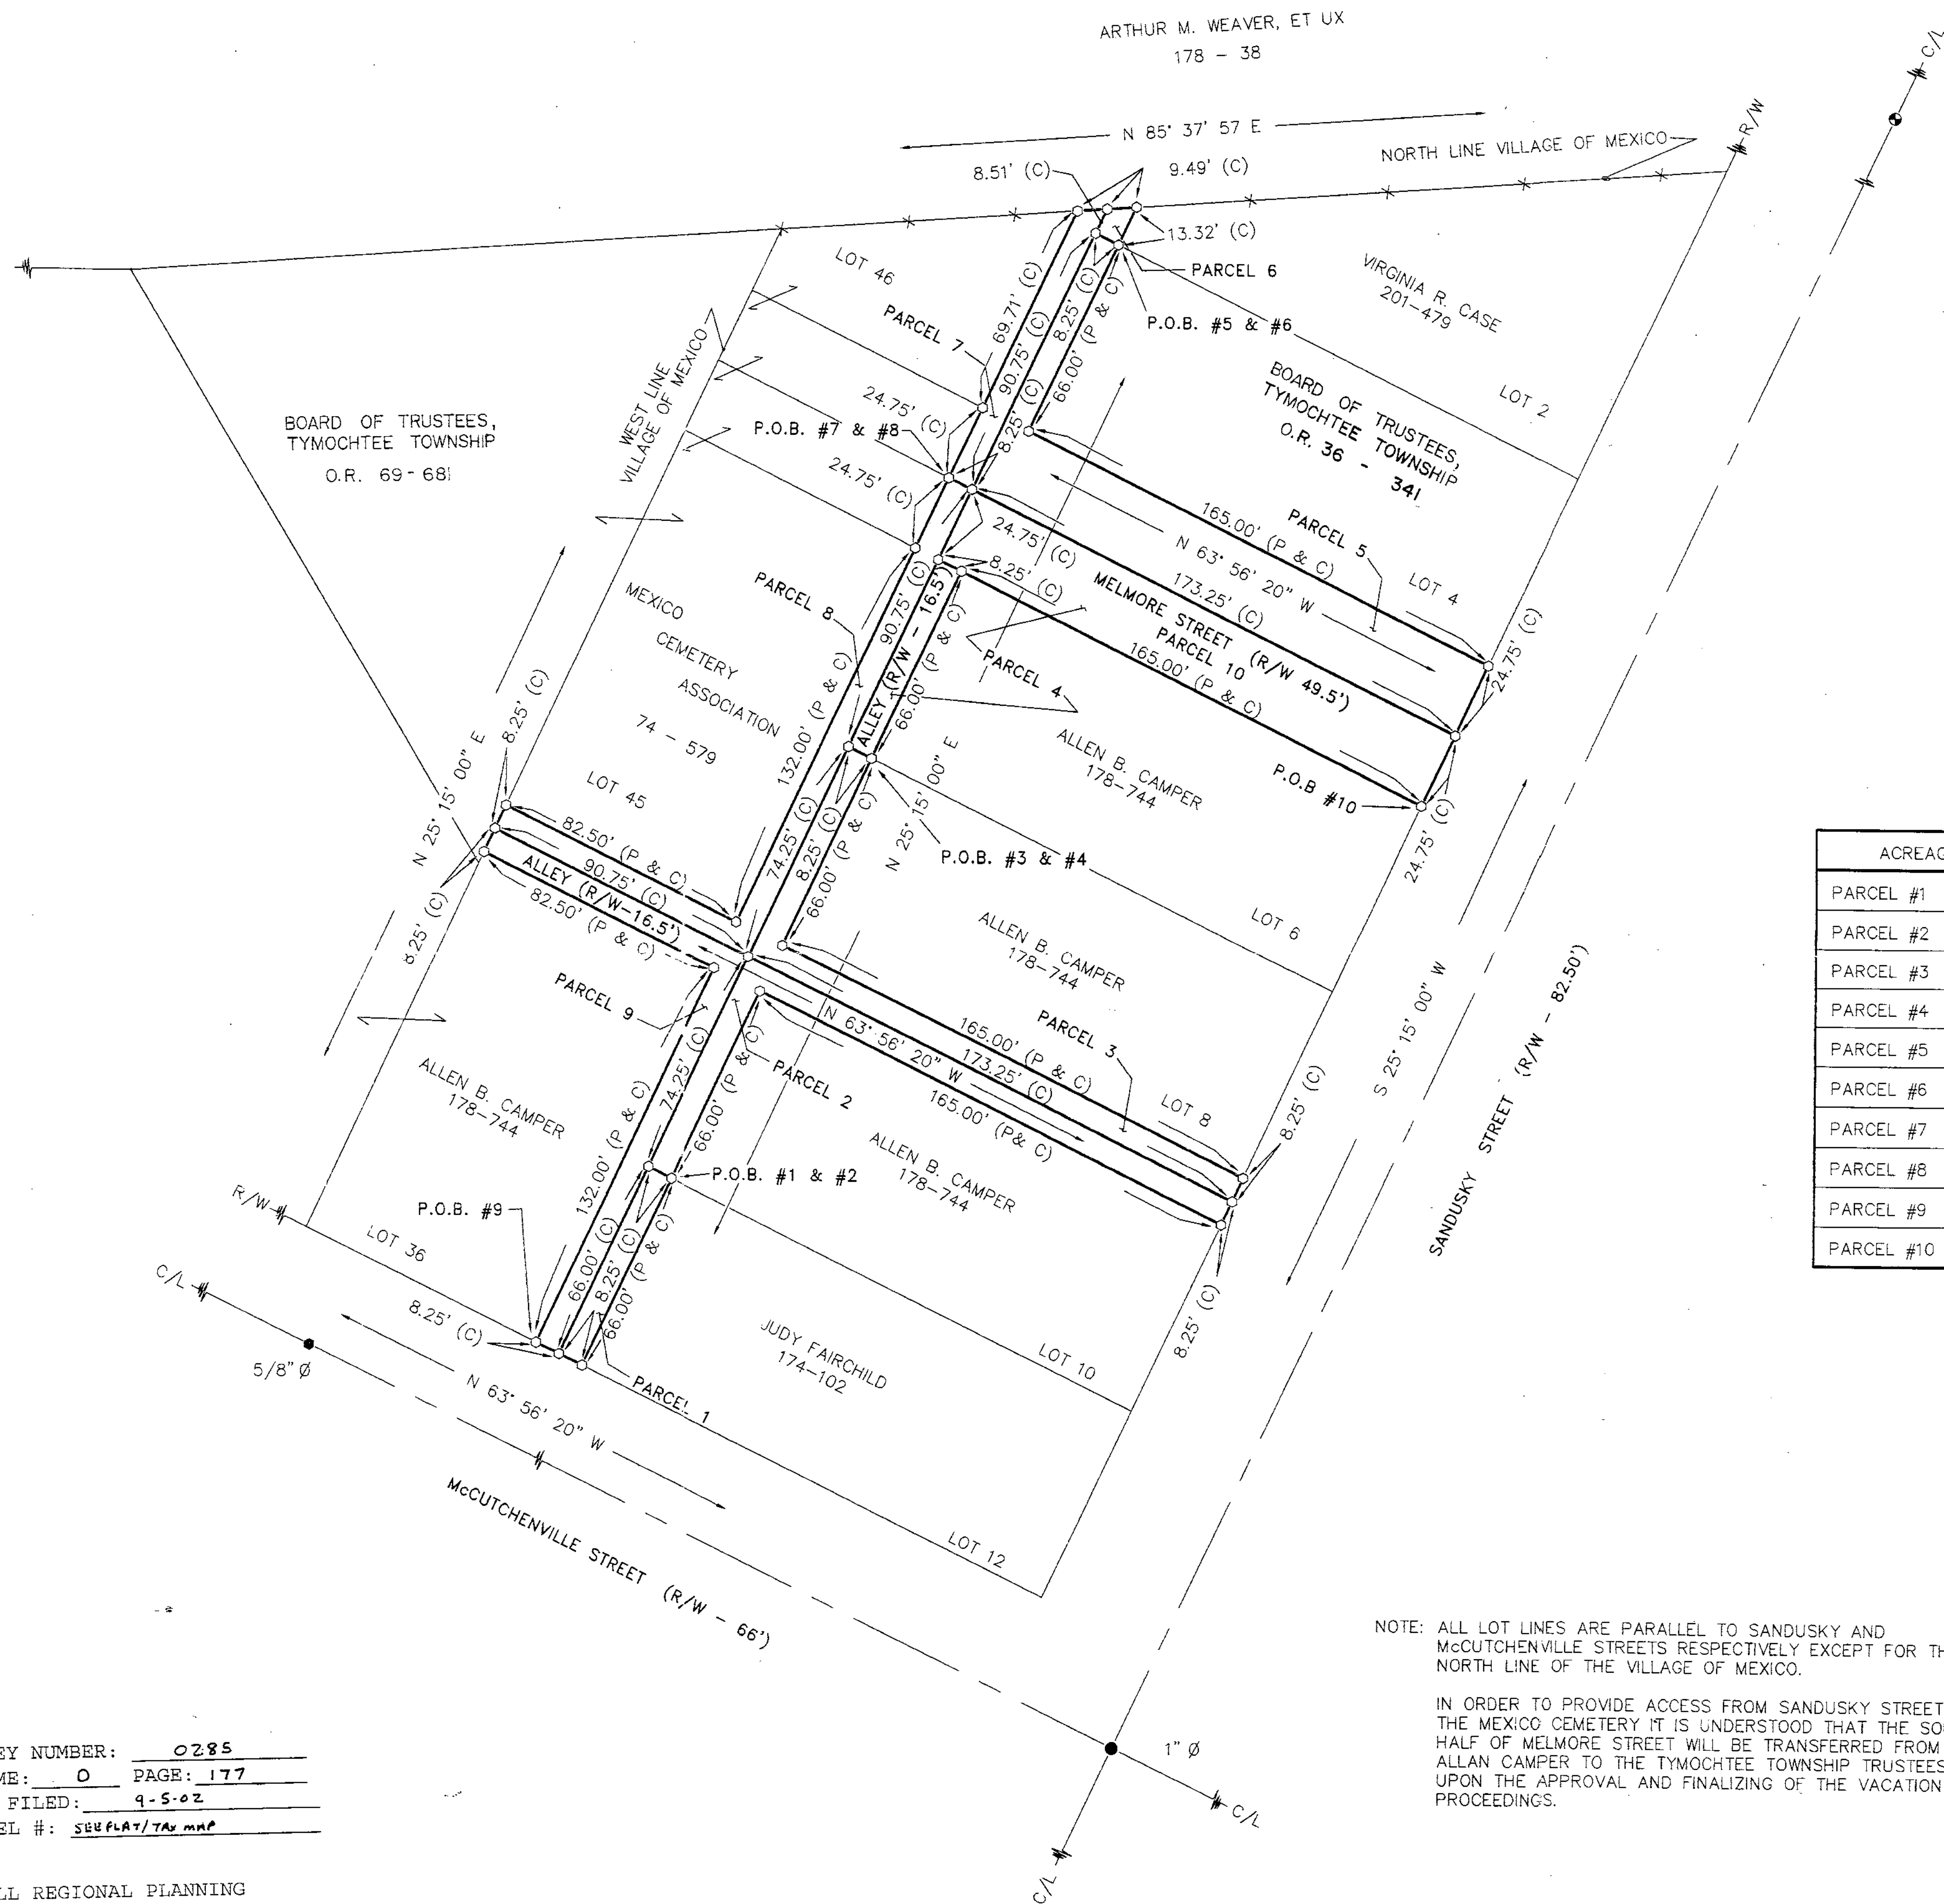 ARTHUR M. WEAVER, ET UX
178 - 38
C/L
R/W
N 85° 37' 57 E
NORTH LINE VILLAGE OF MEXICO
8.51' (C)
9.49' (C)
13.32' (C)
PARCEL 6
P.O.B. #5 & #6
VIRGINIA R. CASE
201-479
LOT 2
LOT 46
PARCEL 7
69.71' (C)
90.75' (C)
8.25' (C)
66.00' (P & C)
BOARD OF TRUSTEES,
TYMOCHTEE TOWNSHIP
O.R. 36 - 341
WEST LINE
VILLAGE OF MEXICO
BOARD OF TRUSTEES,
TYMOCHTEE TOWNSHIP
O.R. 69-681
24.75' (C)
P.O.B. #7 & #8
8.25' (C)
24.75' (C)
165.00' (P & C)
PARCEL 5
LOT 4
N 63° 56' 20" W
173.25' (C)
24.75' (C)
8.25' (C)
MELMORE STREET (R/W 49.5')
PARCEL 10
165.00' (P & C)
24.75' (C)
PARCEL 8
90.75' (C)
ALLEY (R/W - 16.5')
66.00' (P & C)
PARCEL 4
MEXICO
CEMETERY
ASSOCIATION
74 - 579
132.00' (P & C)
ALLEN B. CAMPER
178-744
P.O.B #10
24.75' (C)
N 25° 15' 00" E
8.25' (C)
LOT 45
74.25' (C)
8.25' (C)
66.00' (P & C)
N 25° 15' 00" E
P.O.B. #3 & #4
LOT 6
82.50' (P & C)
90.75' (C)
ALLEY (R/W-16.5')
82.50' (P & C)
8.25' (C)
ALLEN B. CAMPER
178-744
S 25° 15' 00" W
SANDUSKY STREET (R/W - 82.50')
PARCEL 9
165.00' (P & C)
PARCEL 3
N 63° 56' 20" W
173.25' (C)
165.00' (P& C)
LOT 8
8.25' (C)
PARCEL 2
74.25' (C)
66.00' (P & C)
132.00' (P & C)
ALLEN B. CAMPER
178-744
ALLEN B. CAMPER
178-744
P.O.B. #1 & #2
R/W
P.O.B. #9
LOT 36
C/L
66.00' (C)
8.25' (C)
66.00' (P & C)
8.25' (C)
8.25' (C)
5/8" Ø
JUDY FAIRCHILD
174-102
LOT 10
PARCEL 1
N 63° 56' 20" W
McCUTCHENVILLE STREET (R/W - 66')
LOT 12
1" Ø
C/L
C/L
PARCEL #1
PARCEL #2
PARCEL #3
PARCEL #4
PARCEL #5
PARCEL #6
PARCEL #7
PARCEL #8
PARCEL #9
PARCEL #10
NOTE: ALL LOT LINES ARE PARALLEL TO SANDUSKY AND
McCUTCHENVILLE STREETS RESPECTIVELY EXCEPT FOR
NORTH LINE OF THE VILLAGE OF MEXICO.
IN ORDER TO PROVIDE ACCESS FROM SANDUSKY STREET
THE MEXICO CEMETERY IT IS UNDERSTOOD THAT THE
HALF OF MELMORE STREET WILL BE TRANSFERRED FROM
ALLAN CAMPER TO THE TYMOCHTEE TOWNSHIP TRUSTEES
UPON THE APPROVAL AND FINALIZING OF THE VACATION
PROCEEDINGS.
NUMBER: 0285
O PAGE: 177
FILED: 9-5-02
#: SEE PLAT/TAX MAP
REGIONAL PLANNING